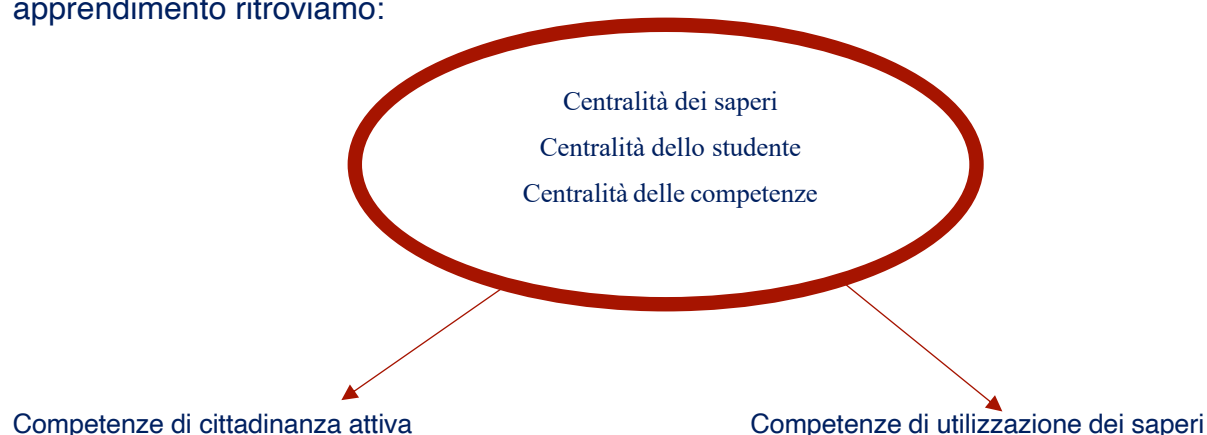 apprendimento ritroviamo:
Centralità dei saperi
Centralità dello studente
Centralità delle competenze
Competenze di cittadinanza attiva
Competenze di utilizzazione dei saperi